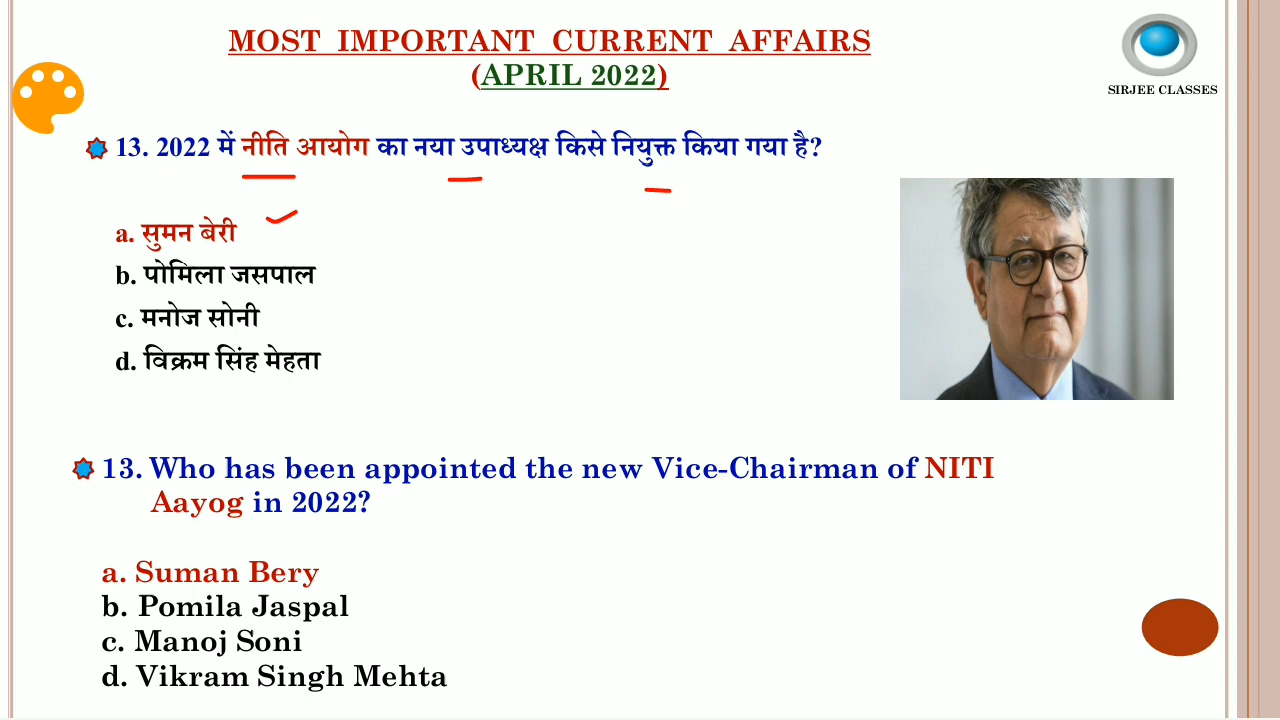 MOST IMPORTANT CURRENT AFFAIRS
(APRIL 2022)
SIRJEE CLASSES
13. 2022 में नीति आयोग का नया उपाध्यक्ष किसे नियुक्त किया गया है?
a. सुमन बेरी
b. पोमिला जसपाल
c. मनोज सोनी
d. विक्रम सिंह मेहता
13. Who has been appointed the new Vice-Chairman of NITI
Aayog in 2022?
a. Suman Bery
b. Pomila Jaspal
c. Manoj Soni
d. Vikram Singh Mehta